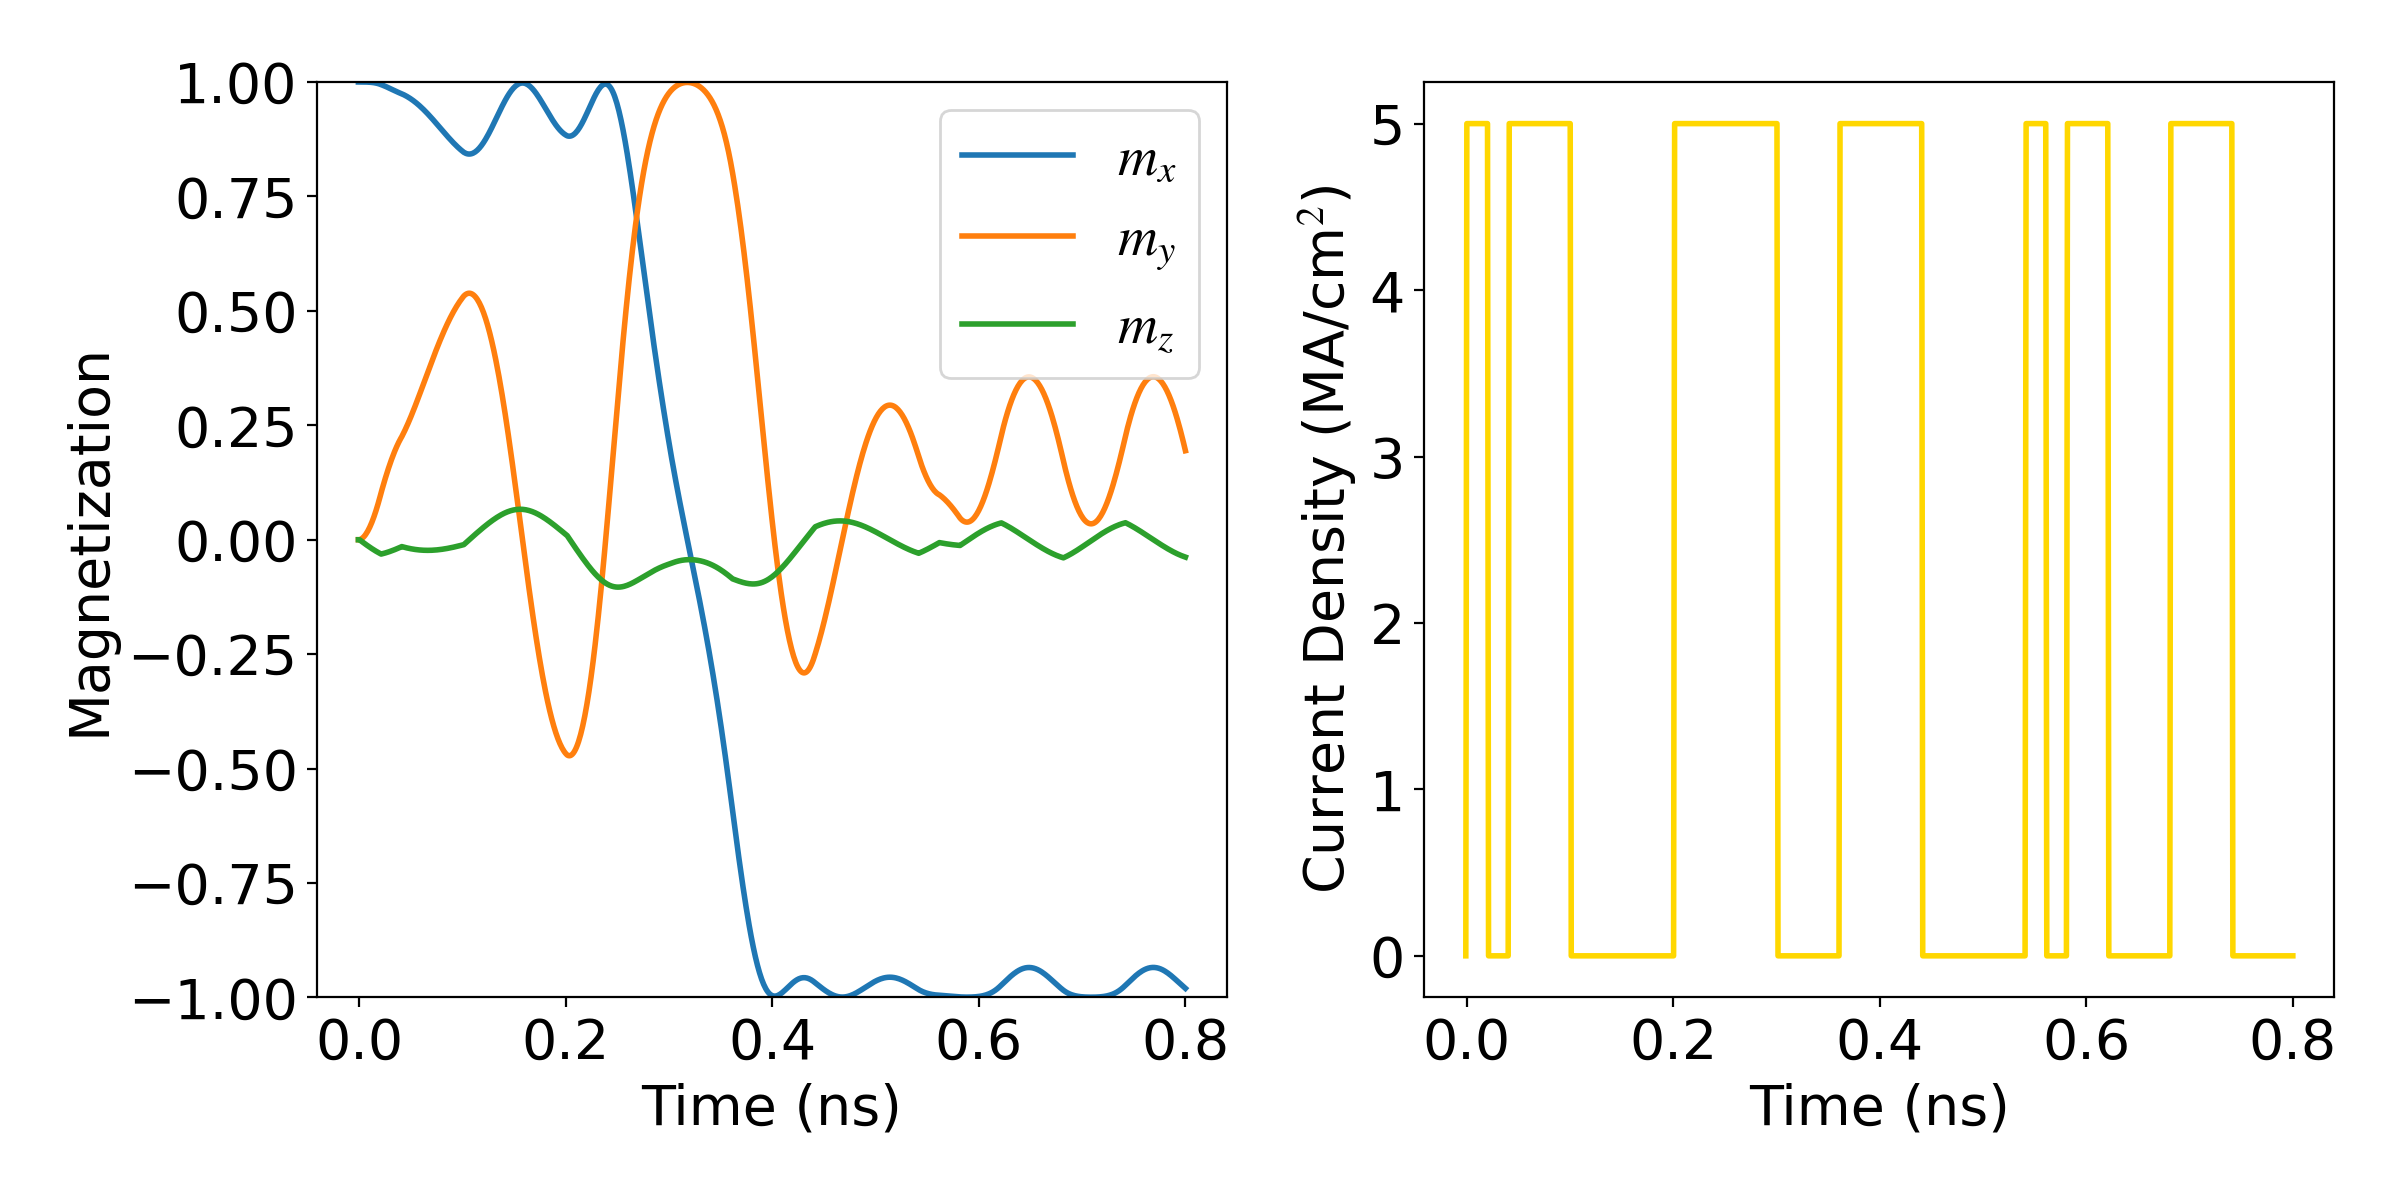 Magnetization
1.00
0.75
0.50
0.25
0.00
−0.25
−0.50
−0.75
−1.00
0.0 0.2 0.4 0.6 0.8
Time (ns)
m_x
m_y
m_z
Current Density (MA/cm²)
5
4
3
2
1
0
0.0 0.2 0.4 0.6 0.8
Time (ns)